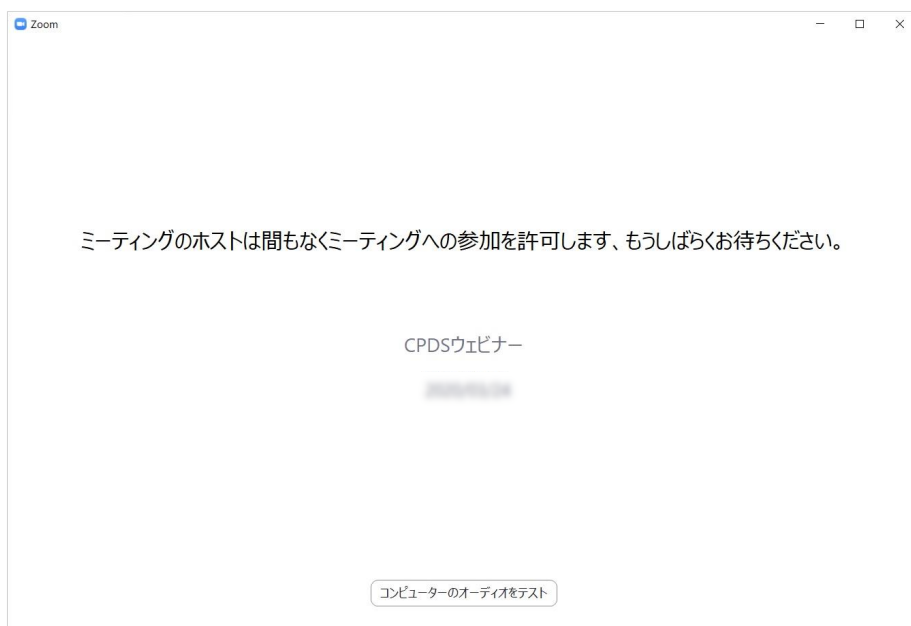 Zoom
ミーティングのホストは間もなくミーティングへの参加を許可します、もうしばらくお待ちください。
CPDSウェビナー
コンピューターのオーディオをテスト